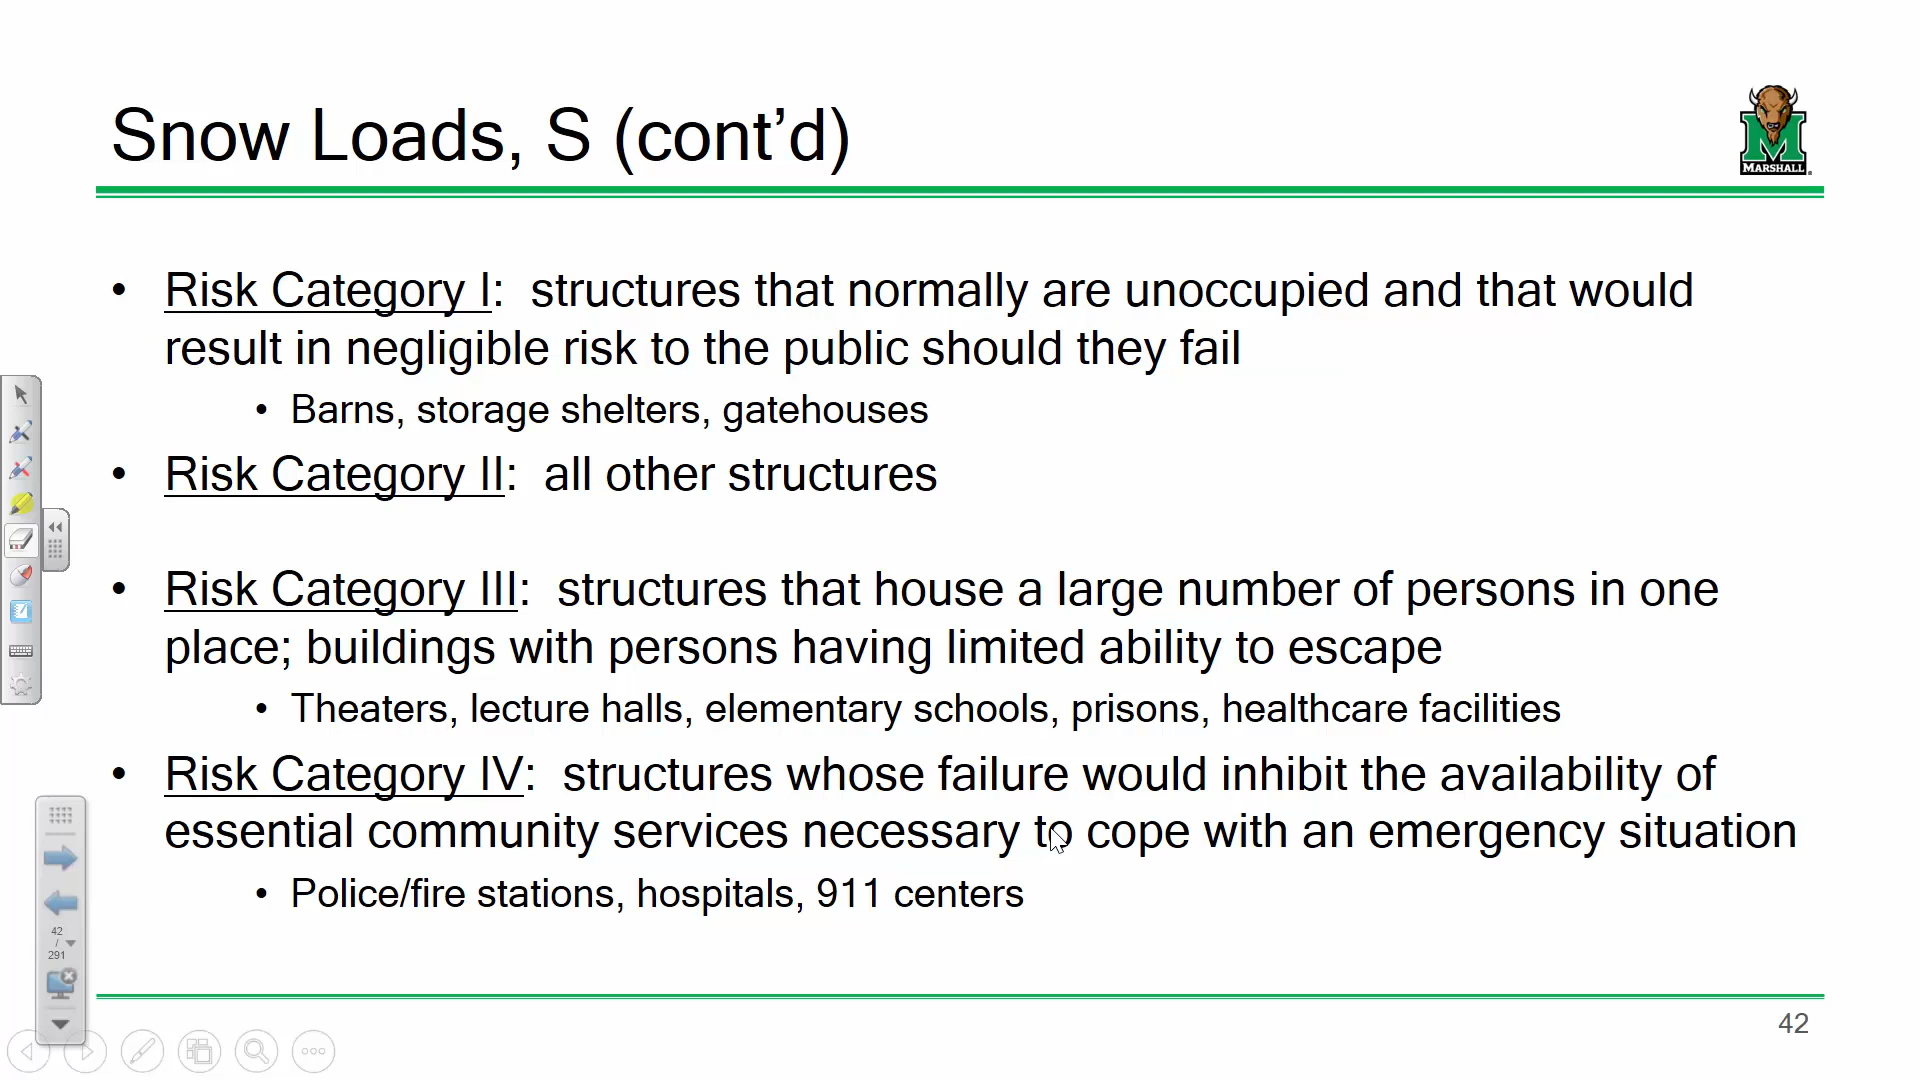 Snow Loads, S (cont’d)
MARSHALL
• Risk Category I:  structures that normally are unoccupied and that would
result in negligible risk to the public should they fail
• Barns, storage shelters, gatehouses
• Risk Category II:  all other structures
• Risk Category III:  structures that house a large number of persons in one
place; buildings with persons having limited ability to escape
• Theaters, lecture halls, elementary schools, prisons, healthcare facilities
• Risk Category IV:  structures whose failure would inhibit the availability of
essential community services necessary to cope with an emergency situation
• Police/fire stations, hospitals, 911 centers
42
/
291
42